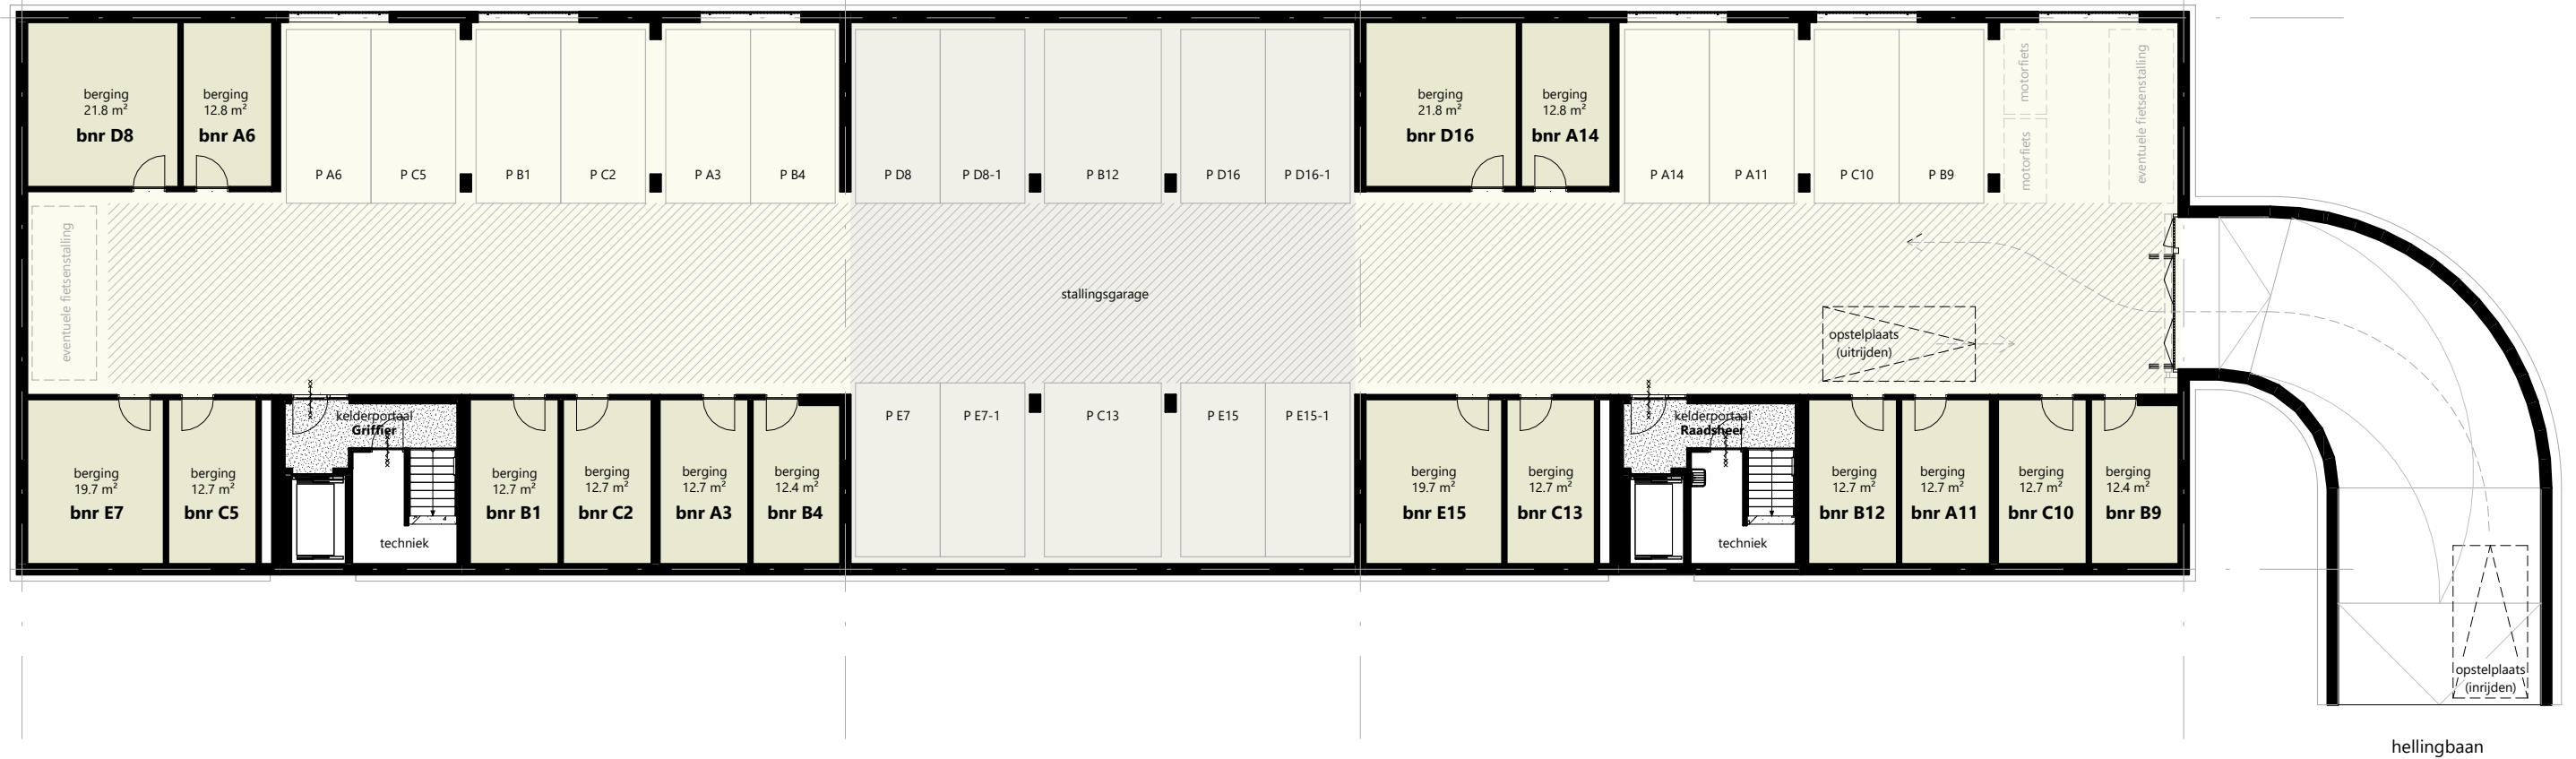 berging
21.8 m²
bnr D8
berging
12.8 m²
bnr A6
P A6
P C5
P B1
P C2
P A3
P B4
P D8
P D8-1
P B12
P D16
P D16-1
berging
21.8 m²
bnr D16
berging
12.8 m²
bnr A14
P A14
P A11
P C10
P B9
motorfiets
motorfiets
eventuele fietsenstalling
eventuele fietsenstalling
stallingsgarage
opstelplaats
(uitrijden)
berging
19.7 m²
bnr E7
berging
12.7 m²
bnr C5
kelderportaal
Griffier
techniek
berging
12.7 m²
bnr B1
berging
12.7 m²
bnr C2
berging
12.7 m²
bnr A3
berging
12.4 m²
bnr B4
P E7
P E7-1
P C13
P E15
P E15-1
berging
19.7 m²
bnr E15
berging
12.7 m²
bnr C13
kelderportaal
Raadsheer
techniek
berging
12.7 m²
bnr B12
berging
12.7 m²
bnr A11
berging
12.7 m²
bnr C10
berging
12.4 m²
bnr B9
opstelplaats
(inrijden)
hellingbaan